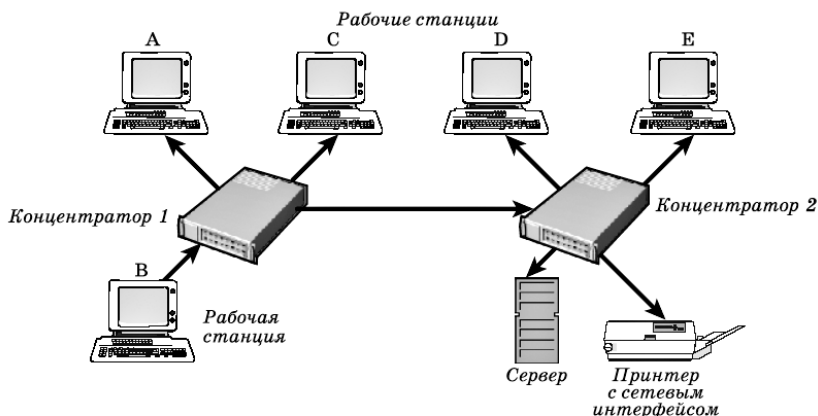 Рабочие станции
A
C
D
E
Концентратор 1
Концентратор 2
B
Рабочая
станция
Сервер
Принтер
с сетевым
интерфейсом